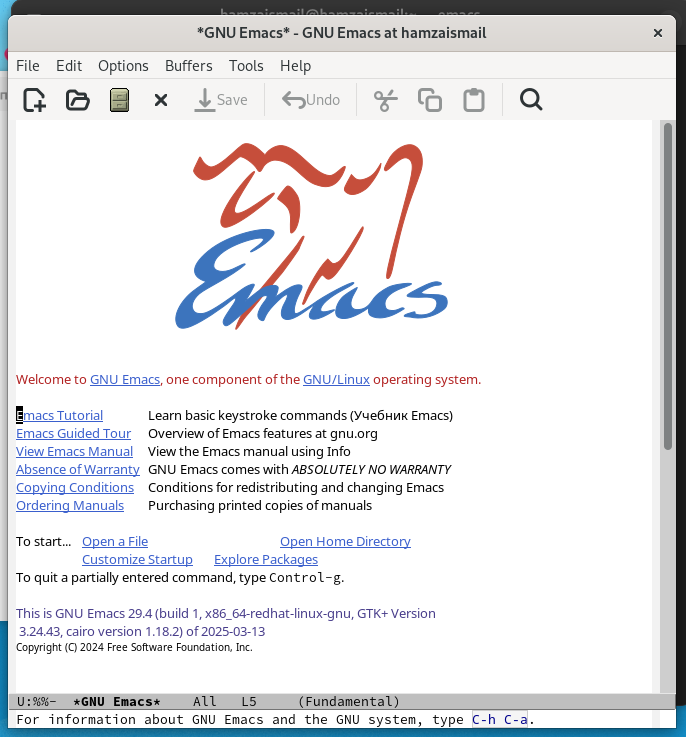 *GNU Emacs* - GNU Emacs at hamzaismail
File Edit Options Buffers Tools Help
Save Undo
Emacs
Welcome to GNU Emacs, one component of the GNU/Linux operating system.
Emacs Tutorial Learn basic keystroke commands (Учебник Emacs)
Emacs Guided Tour Overview of Emacs features at gnu.org
View Emacs Manual View the Emacs manual using Info
Absence of Warranty GNU Emacs comes with ABSOLUTELY NO WARRANTY
Copying Conditions Conditions for redistributing and changing Emacs
Ordering Manuals Purchasing printed copies of manuals
To start... Open a File Open Home Directory
Customize Startup Explore Packages
To quit a partially entered command, type Control-g.
This is GNU Emacs 29.4 (build 1, x86_64-redhat-linux-gnu, GTK+ Version
3.24.43, cairo version 1.18.2) of 2025-03-13
Copyright (C) 2024 Free Software Foundation, Inc.
U:%%- *GNU Emacs* All L5 (Fundamental)
For information about GNU Emacs and the GNU system, type C-h C-a.